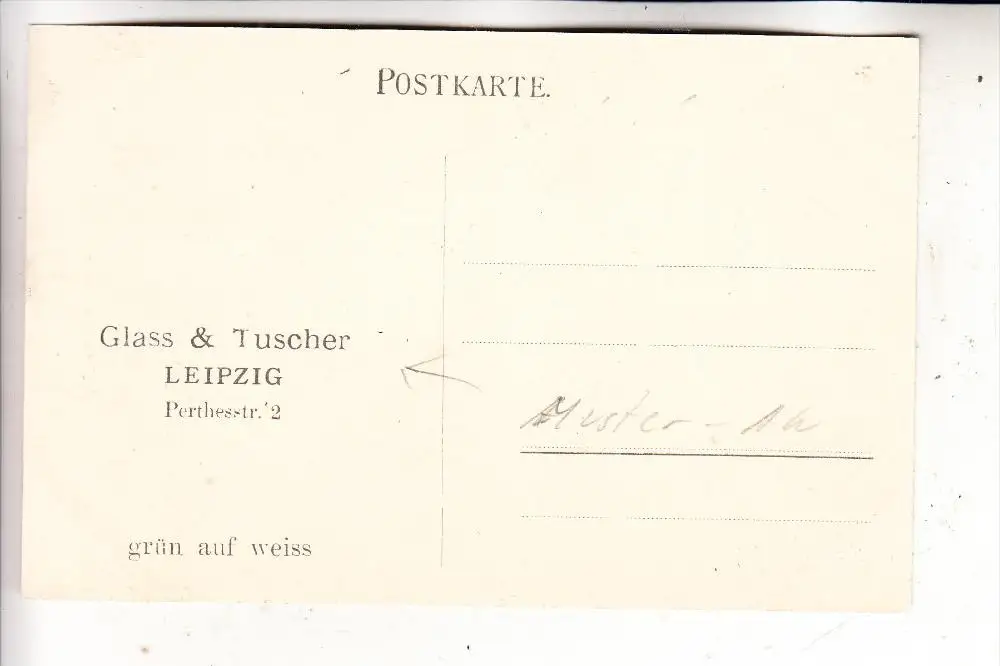 POSTKARTE.
Glass & Tuscher
LEIPZIG
Perthesstr. 2
grün auf weiss
Muster -